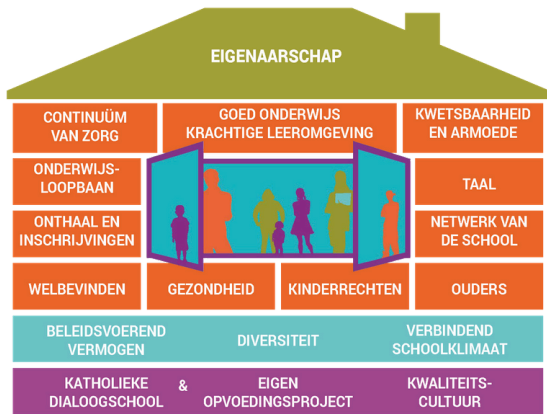 EIGENAARSCHAP
CONTINUÜM
VAN ZORG
GOED ONDERWIJS
KRACHTIGE LEEROMGEVING
KWETSBAARHEID
EN ARMOEDE
ONDERWIJS-
LOOPBAAN
TAAL
ONTHAAL EN
INSCHRIJVINGEN
NETWERK VAN
DE SCHOOL
WELBEVINDEN
GEZONDHEID
KINDERRECHTEN
OUDERS
BELEIDSVOEREND
VERMOGEN
DIVERSITEIT
VERBINDEND
SCHOOLKLIMAAT
KATHOLIEKE
DIALOOGSCHOOL
&
EIGEN
OPVOEDINGSPROJECT
KWALITEITS-
CULTUUR